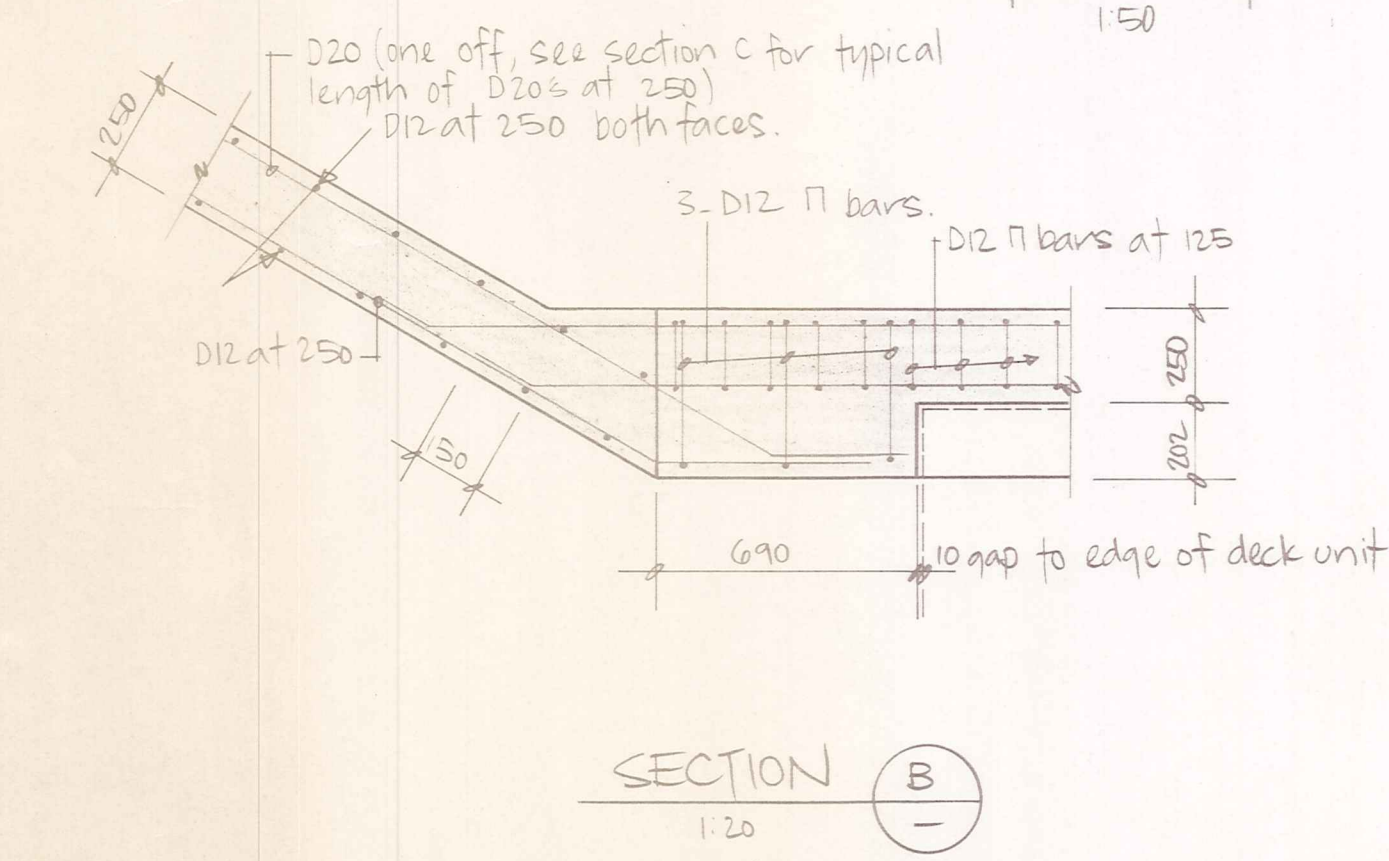 1:50
D20 (one off, see section C for typical
length of D20's at 250)
D12 at 250 both faces.
250
3-D12 Π bars.
D12 Π bars at 125
D12 at 250
250
202
130
690
10 gap to edge of deck unit
SECTION
B
1:20
—